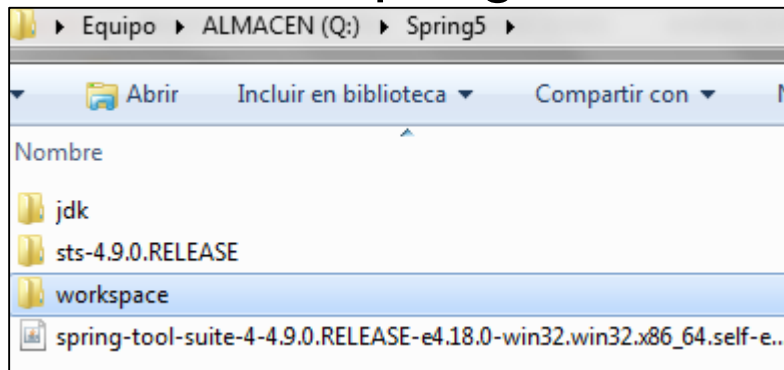 Equipo ALMACEN (Q:) Spring5
Abrir Incluir en biblioteca Compartir con
Nombre
jdk
sts-4.9.0.RELEASE
workspace
spring-tool-suite-4-4.9.0.RELEASE-e4.18.0-win32.win32.x86_64.self-e...